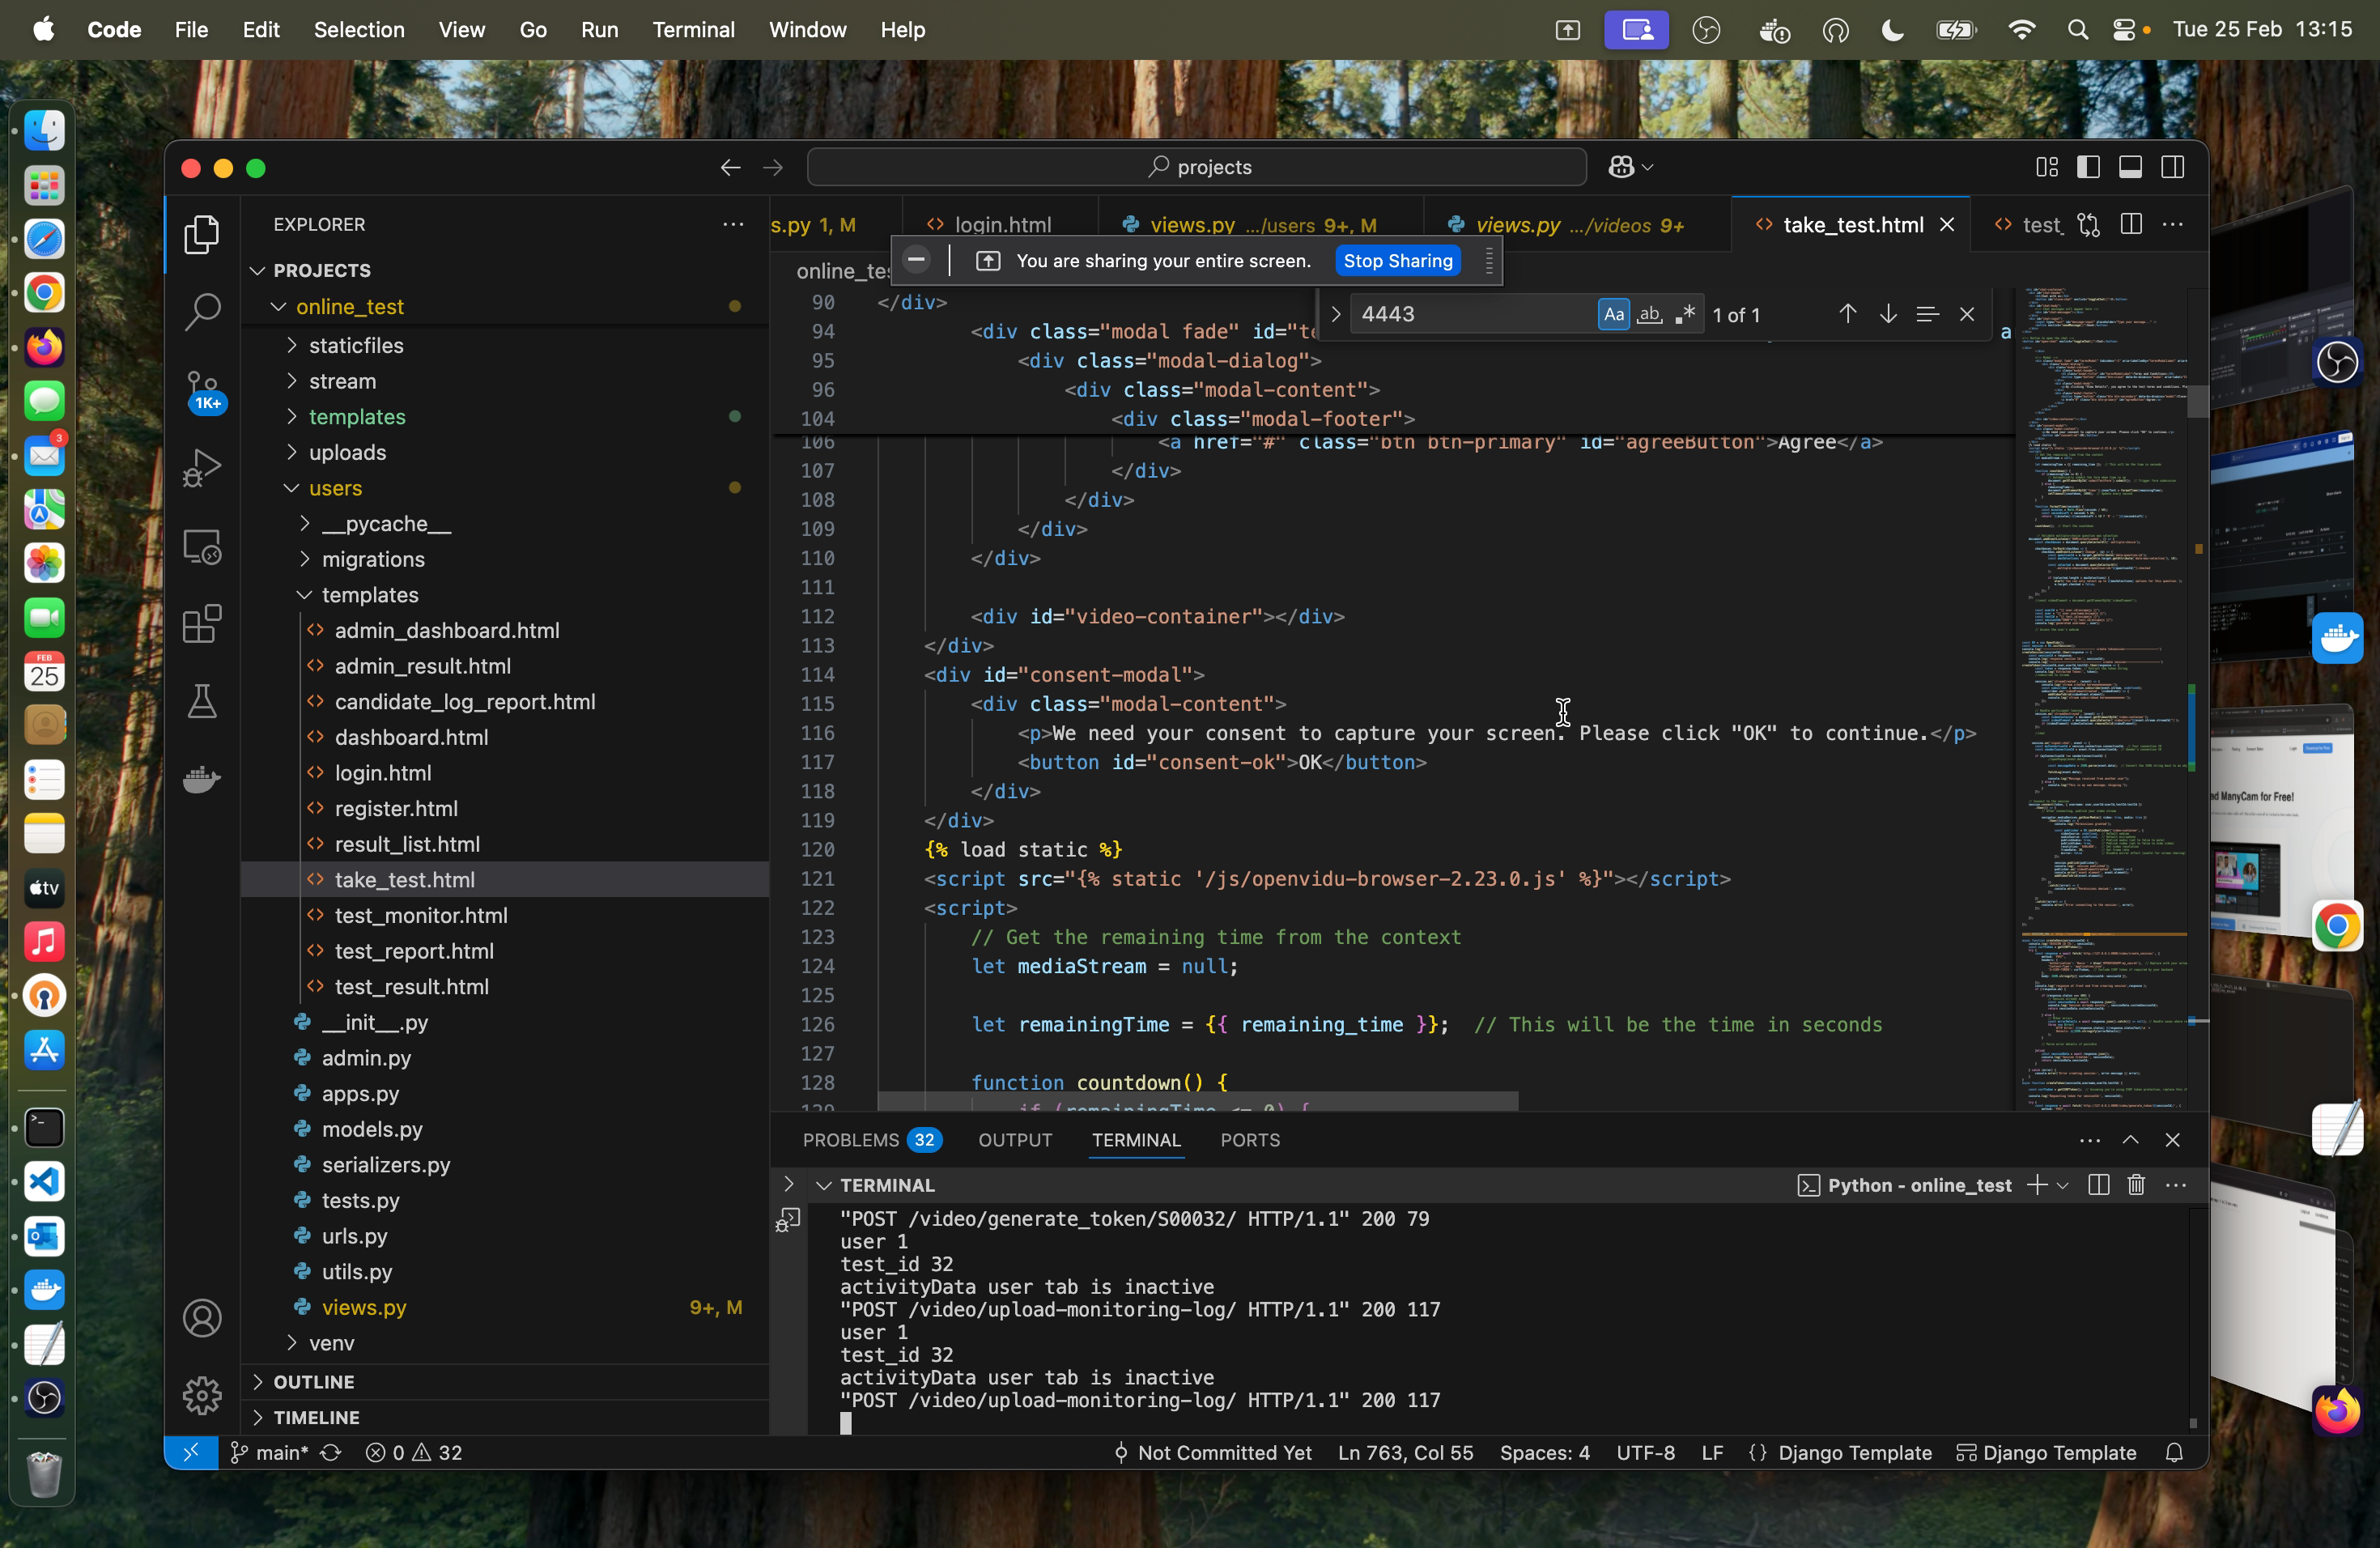 Code File Edit Selection View Go Run Terminal Window Help
Tue 25 Feb 13:15
projects
EXPLORER
PROJECTS
online_test
staticfiles
stream
templates
uploads
users
__pycache__
migrations
templates
admin_dashboard.html
admin_result.html
candidate_log_report.html
dashboard.html
login.html
register.html
result_list.html
take_test.html
test_monitor.html
test_report.html
test_result.html
__init__.py
admin.py
apps.py
models.py
serializers.py
tests.py
urls.py
utils.py
views.py 9+, M
venv
OUTLINE
TIMELINE
1K+
s.py 1, M
login.html
views.py .../users 9+, M
views.py .../videos 9+
take_test.html
test_
You are sharing your entire screen. Stop Sharing
4443
Aa ab
1 of 1
90 </div>
94 <div class="modal fade" id="te
95 <div class="modal-dialog">
96 <div class="modal-content">
104 <div class="modal-footer">
106 <a href="#" class="btn btn-primary" id="agreeButton">Agree</a>
107 </div>
108 </div>
109 </div>
110 </div>
111
112 <div id="video-container"></div>
113 </div>
114 <div id="consent-modal">
115 <div class="modal-content">
116 <p>We need your consent to capture your screen. Please click "OK" to continue.</p>
117 <button id="consent-ok">OK</button>
118 </div>
119 </div>
120 {% load static %}
121 <script src="{% static '/js/openvidu-browser-2.23.0.js' %}"></script>
122 <script>
123 // Get the remaining time from the context
124 let mediaStream = null;
125
126 let remainingTime = {{ remaining_time }}; // This will be the time in seconds
127
128 function countdown() {
129 if (remainingTime <= 0) {
PROBLEMS 32 OUTPUT TERMINAL PORTS
TERMINAL
Python - online_test
"POST /video/generate_token/S00032/ HTTP/1.1" 200 79
user 1
test_id 32
activityData user tab is inactive
"POST /video/upload-monitoring-log/ HTTP/1.1" 200 117
user 1
test_id 32
activityData user tab is inactive
"POST /video/upload-monitoring-log/ HTTP/1.1" 200 117
main* 0 32
Not Committed Yet Ln 763, Col 55 Spaces: 4 UTF-8 LF {} Django Template Django Template
3
FEB
25
tv
ad ManyCam for Free!